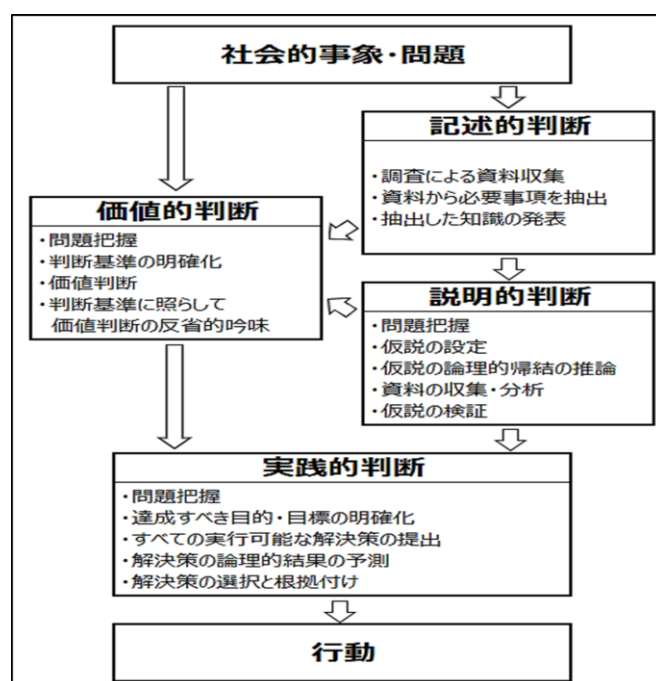 社会的事象・問題
記述的判断
・調査による資料収集
・資料から必要事項を抽出
・抽出した知識の発表
価値的判断
・問題把握
・判断基準の明確化
・価値判断
・判断基準に照らして
価値判断の反省的吟味
説明的判断
・問題把握
・仮説の設定
・仮説の論理的帰結の推論
・資料の収集・分析
・仮説の検証
実践的判断
・問題把握
・達成すべき目的・目標の明確化
・すべての実行可能な解決策の提出
・解決策の論理的結果の予測
・解決策の選択と根拠付け
行動